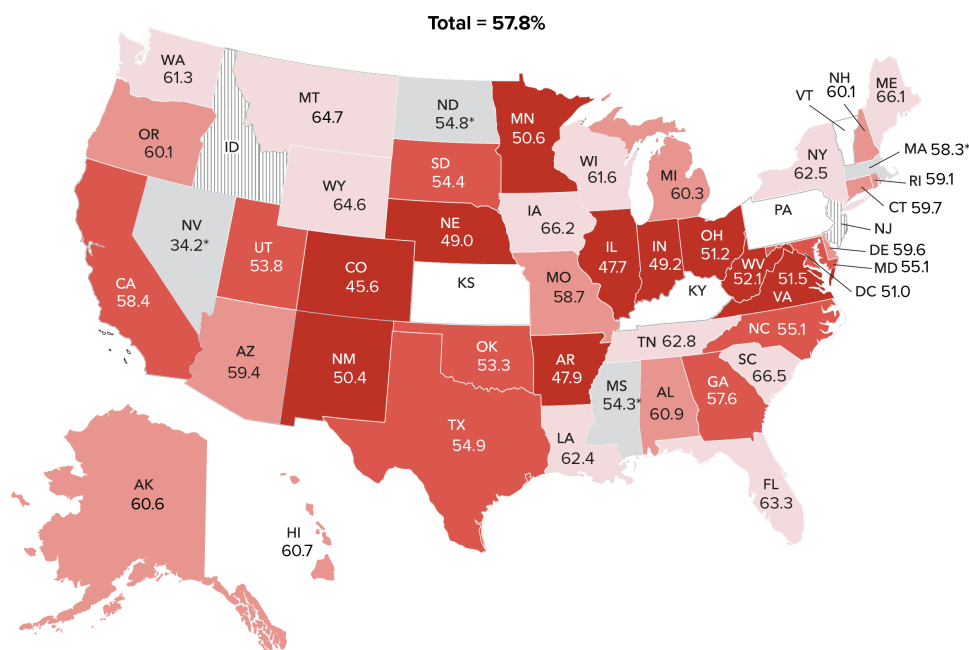 Total = 57.8%
WA
61.3
MT
64.7
ND
54.8*
MN
50.6
VT
NH
60.1
ME
66.1
OR
60.1
ID
SD
54.4
WI
61.6
MI
60.3
NY
62.5
MA 58.3*
RI 59.1
CT 59.7
WY
64.6
IA
66.2
PA
NJ
NV
34.2*
UT
53.8
NE
49.0
IL
47.7
IN
49.2
OH
51.2
DE 59.6
MD 55.1
DC 51.0
CA
58.4
CO
45.6
KS
MO
58.7
KY
WV
52.1
51.5
VA
AZ
59.4
NM
50.4
OK
53.3
AR
47.9
TN 62.8
NC 55.1
SC
66.5
TX
54.9
LA
62.4
MS
54.3*
AL
60.9
GA
57.6
FL
63.3
AK
60.6
HI
60.7